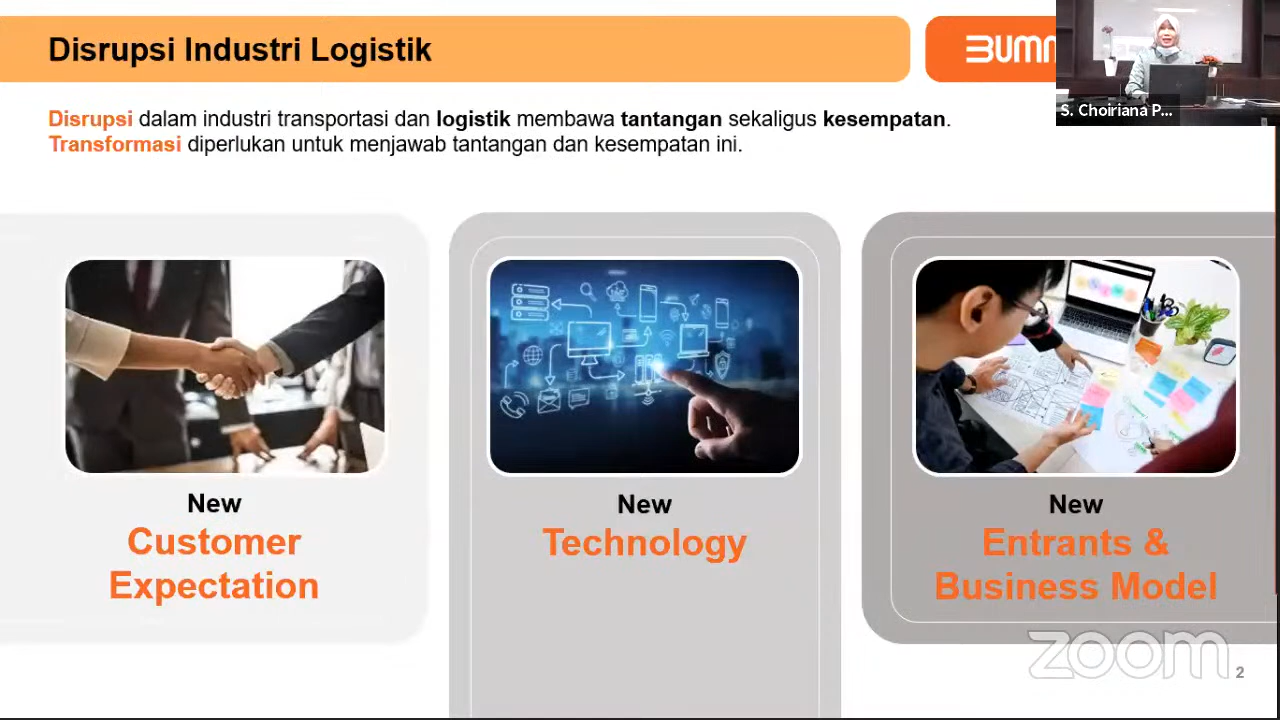 Disrupsi Industri Logistik
BUMN
S. Choiriana P...
Disrupsi dalam industri transportasi dan logistik membawa tantangan sekaligus kesempatan.
Transformasi diperlukan untuk menjawab tantangan dan kesempatan ini.
New
Customer
Expectation
New
Technology
New
Entrants &
Business Model
zoom
2